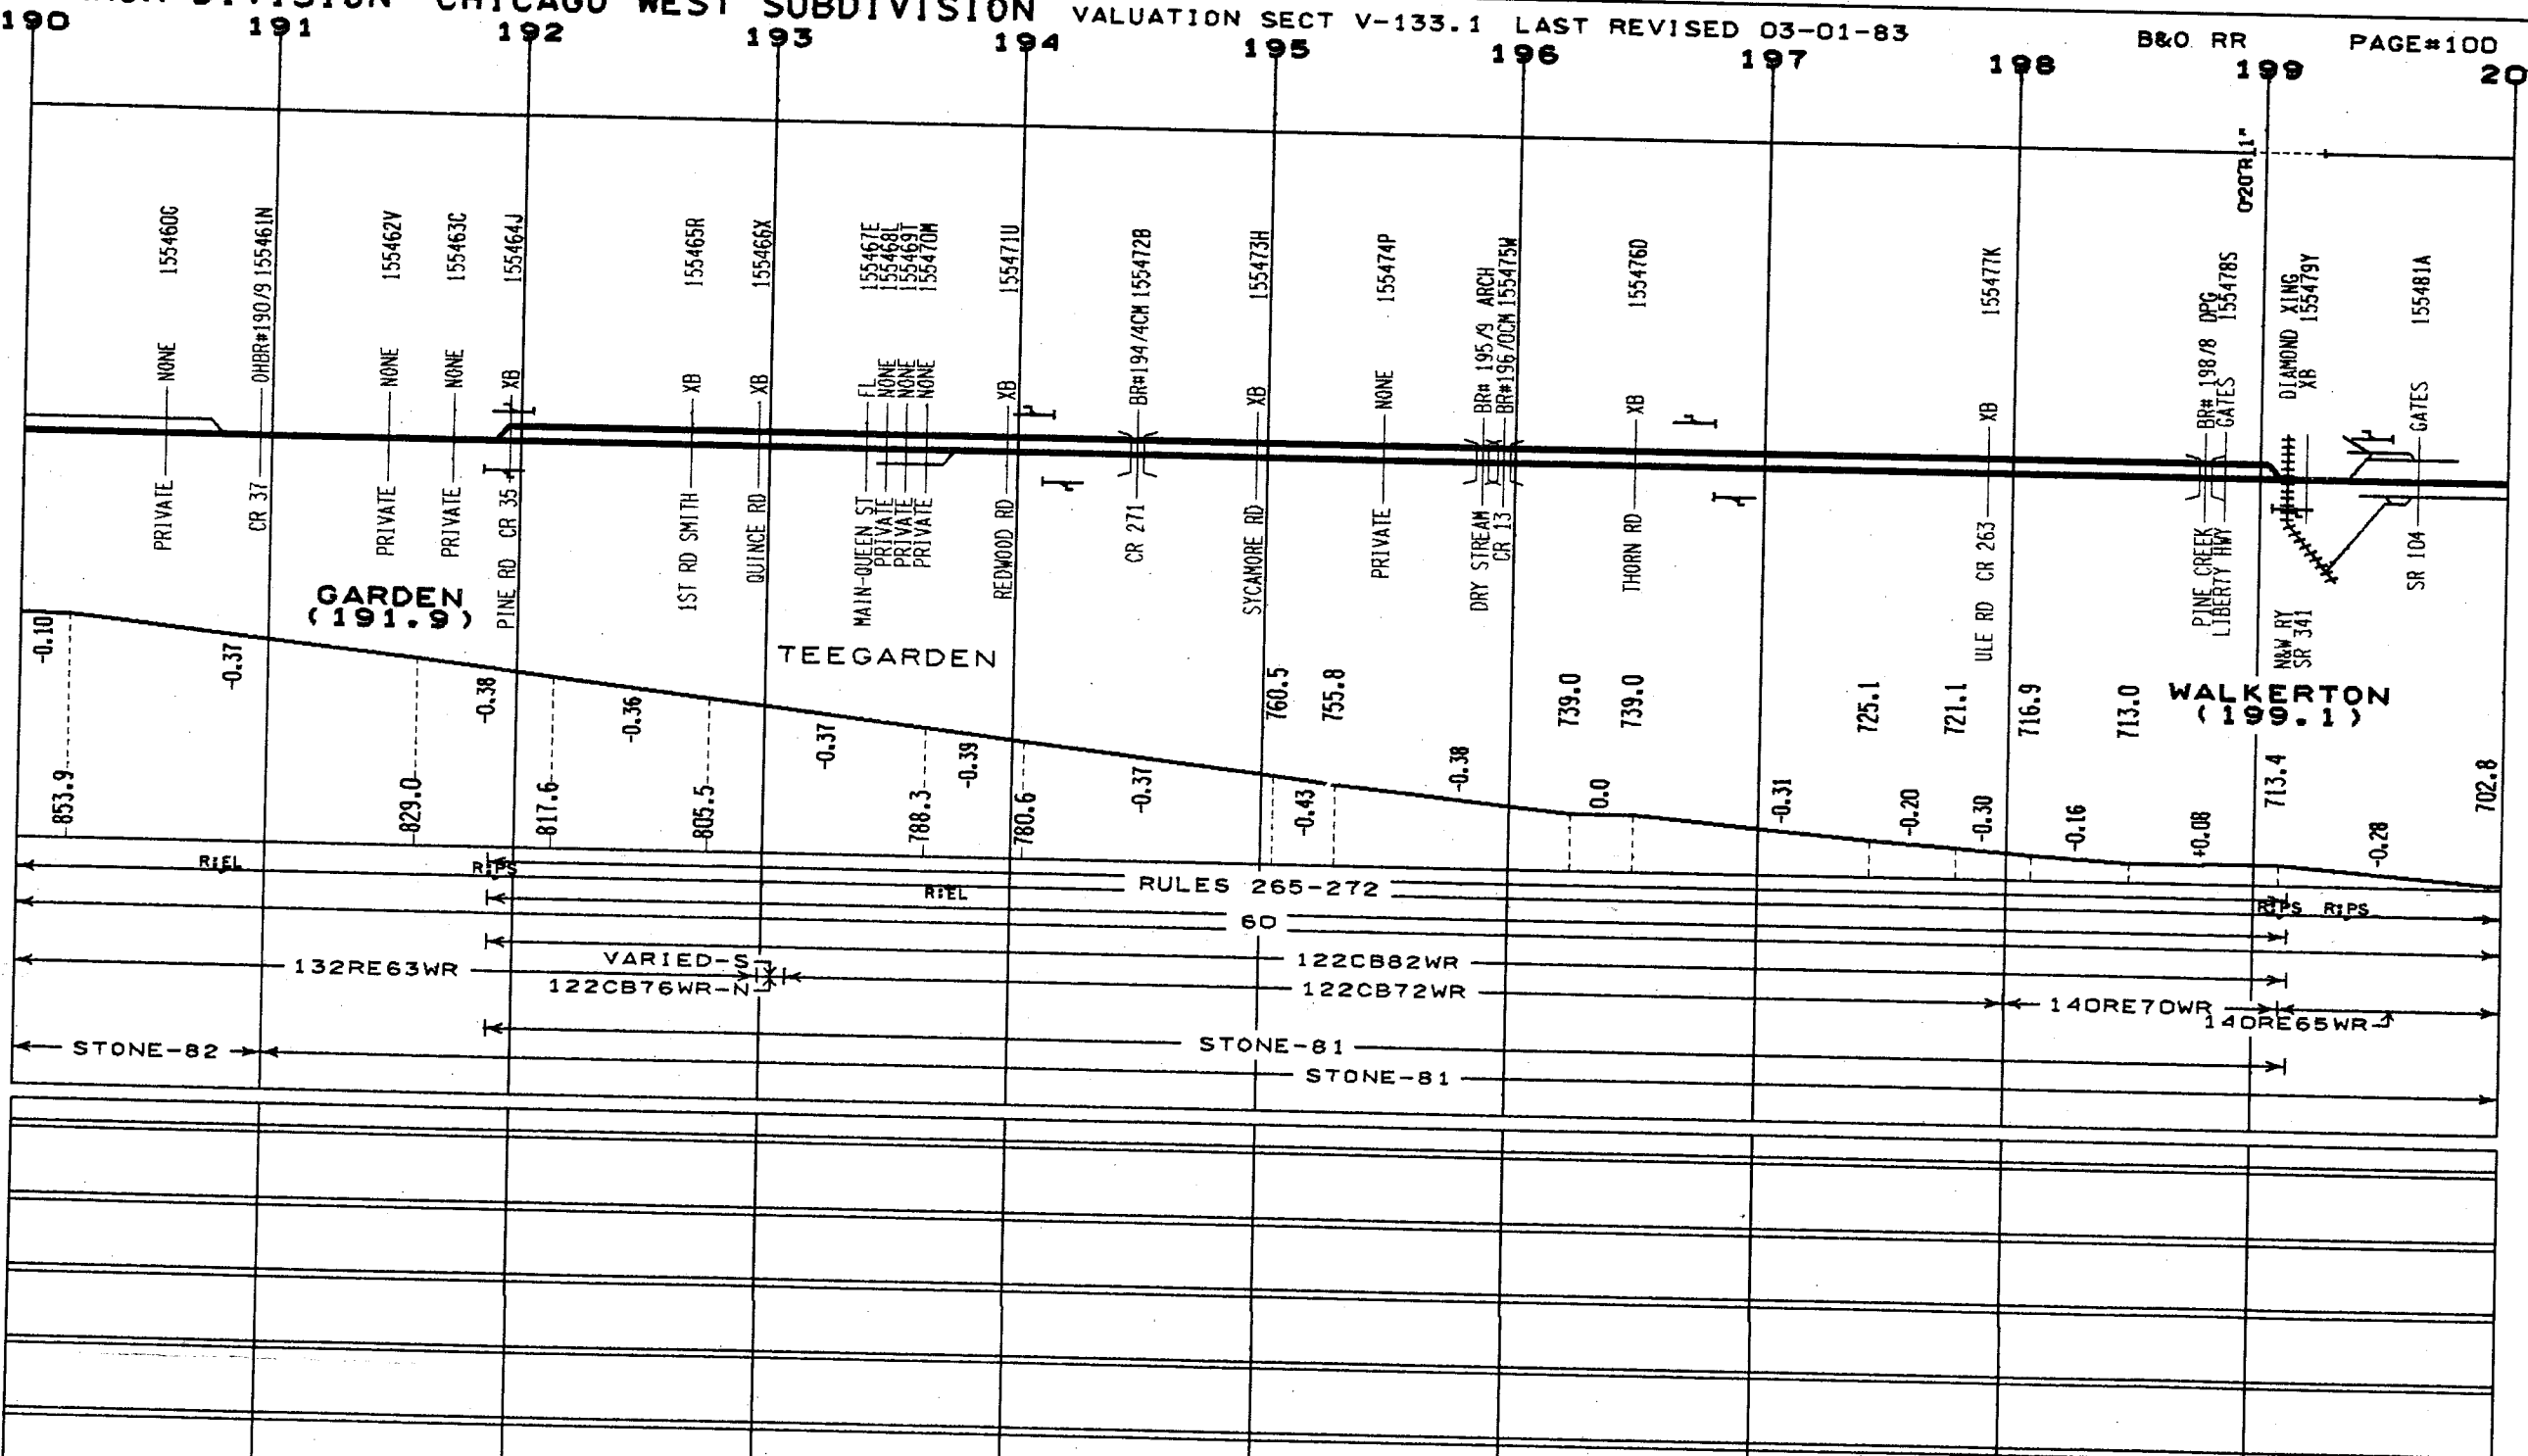 DIVISION CHICAGO WEST SUBDIVISION VALUATION SECT V-133.1 LAST REVISED 03-01-83 B&O RR PAGE#100
190 191 192 193 194 195 196 197 198 199 20
0°20'R 1"
155460G
155461N
155462V
155463C
155464J
155465R
155466X
155467E
155468L
155469T
155470M
155471U
BR#194/4CM 155472B
155473H
155474P
BR# 195/9 ARCH
BR#196/0CM 155475W
155476D
155477K
BR# 198/8 DPG
GATES 155478S
DIAMOND XING
XB 155479Y
155481A
NONE
OHBR#190/9
NONE
NONE
XB
XB
XB
FL
NONE
NONE
NONE
XB
XB
NONE
XB
XB
GATES
PRIVATE
CR 37
PRIVATE
PRIVATE
PINE RD CR 35
1ST RD SMITH
QUINCE RD
MAIN-QUEEN ST
PRIVATE
PRIVATE
PRIVATE
REDWOOD RD
CR 271
SYCAMORE RD
PRIVATE
DRY STREAM
CR 13
THORN RD
ULE RD CR 263
PINE CREEK
LIBERTY HWY
N&W RY
SR 341
SR 104
GARDEN
(191.9)
TEEGARDEN
WALKERTON
(199.1)
-0.10
-0.37
-0.38
-0.36
-0.37
-0.39
-0.37
-0.43
-0.38
0.0
-0.31
-0.20
-0.30
-0.16
+0.08
-0.28
853.9
829.0
817.6
805.5
788.3
780.6
760.5
755.8
739.0
739.0
725.1
721.1
716.9
713.0
713.4
702.8
R:EL
R:PS
RULES 265-272
R:EL
R:PS R:PS
60
132RE63WR
VARIED-S
122CB76WR-N
122CB82WR
122CB72WR
140RE70WR
140RE65WR
STONE-82
STONE-81
STONE-81